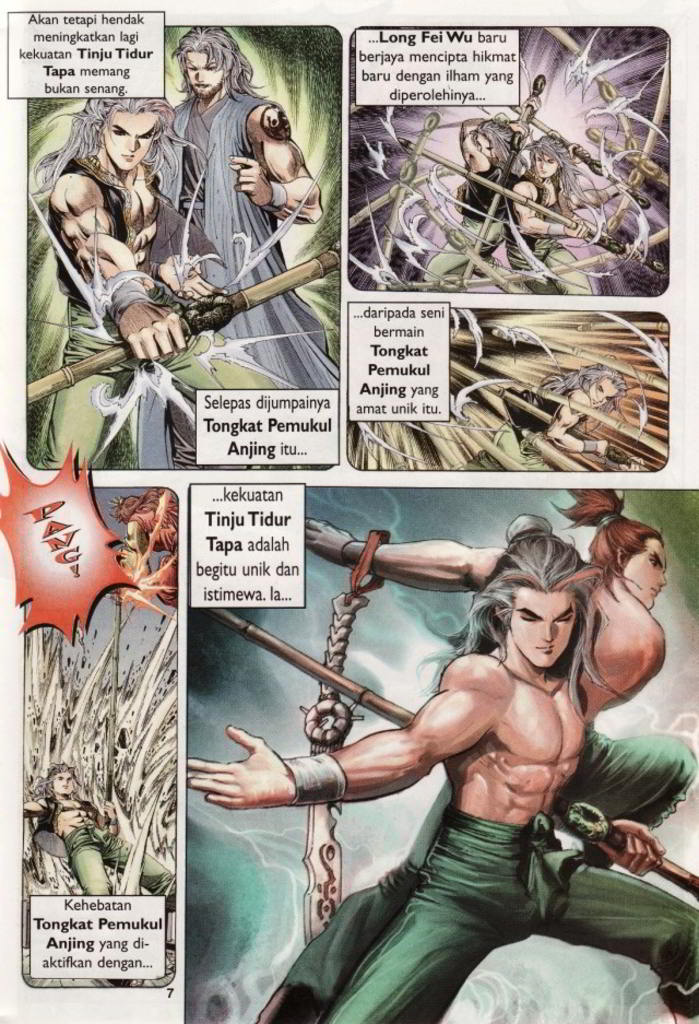 Akan tetapi hendak
meningkatkan lagi
kekuatan Tinju Tidur
Tapa memang
bukan senang.
Selepas dijumpainya
Tongkat Pemukul
Anjing itu...
...Long Fei Wu baru
berjaya mencipta hikmat
baru dengan ilham yang
diperolehinya...
...daripada seni
bermain
Tongkat
Pemukul
Anjing yang
amat unik itu.
PANG!
Kehebatan
Tongkat Pemukul
Anjing yang di-
aktifkan dengan...
...kekuatan
Tinju Tidur
Tapa adalah
begitu unik dan
istimewa. Ia...
7